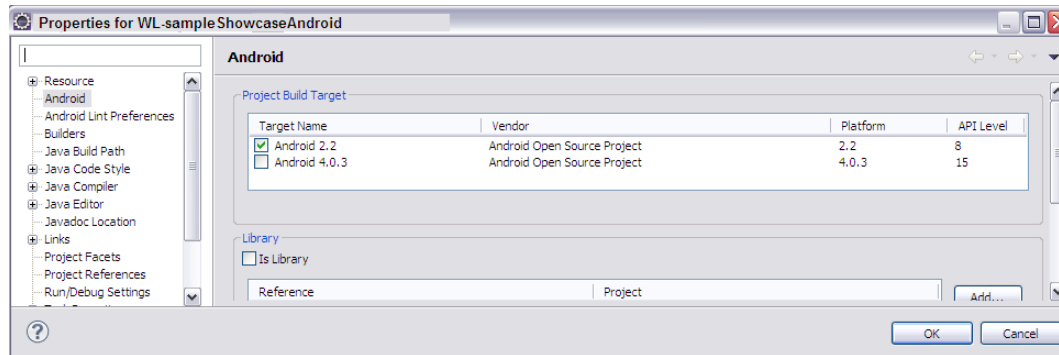 Properties for WL-sampleShowcaseAndroid
Resource
Android
Android Lint Preferences
Builders
Java Build Path
Java Code Style
Java Compiler
Java Editor
Javadoc Location
Links
Project Facets
Project References
Run/Debug Settings
Android
Project Build Target
Target Name Vendor Platform API Level
Android 2.2 Android Open Source Project 2.2 8
Android 4.0.3 Android Open Source Project 4.0.3 15
Library
Is Library
Reference Project
Add...
? OK Cancel